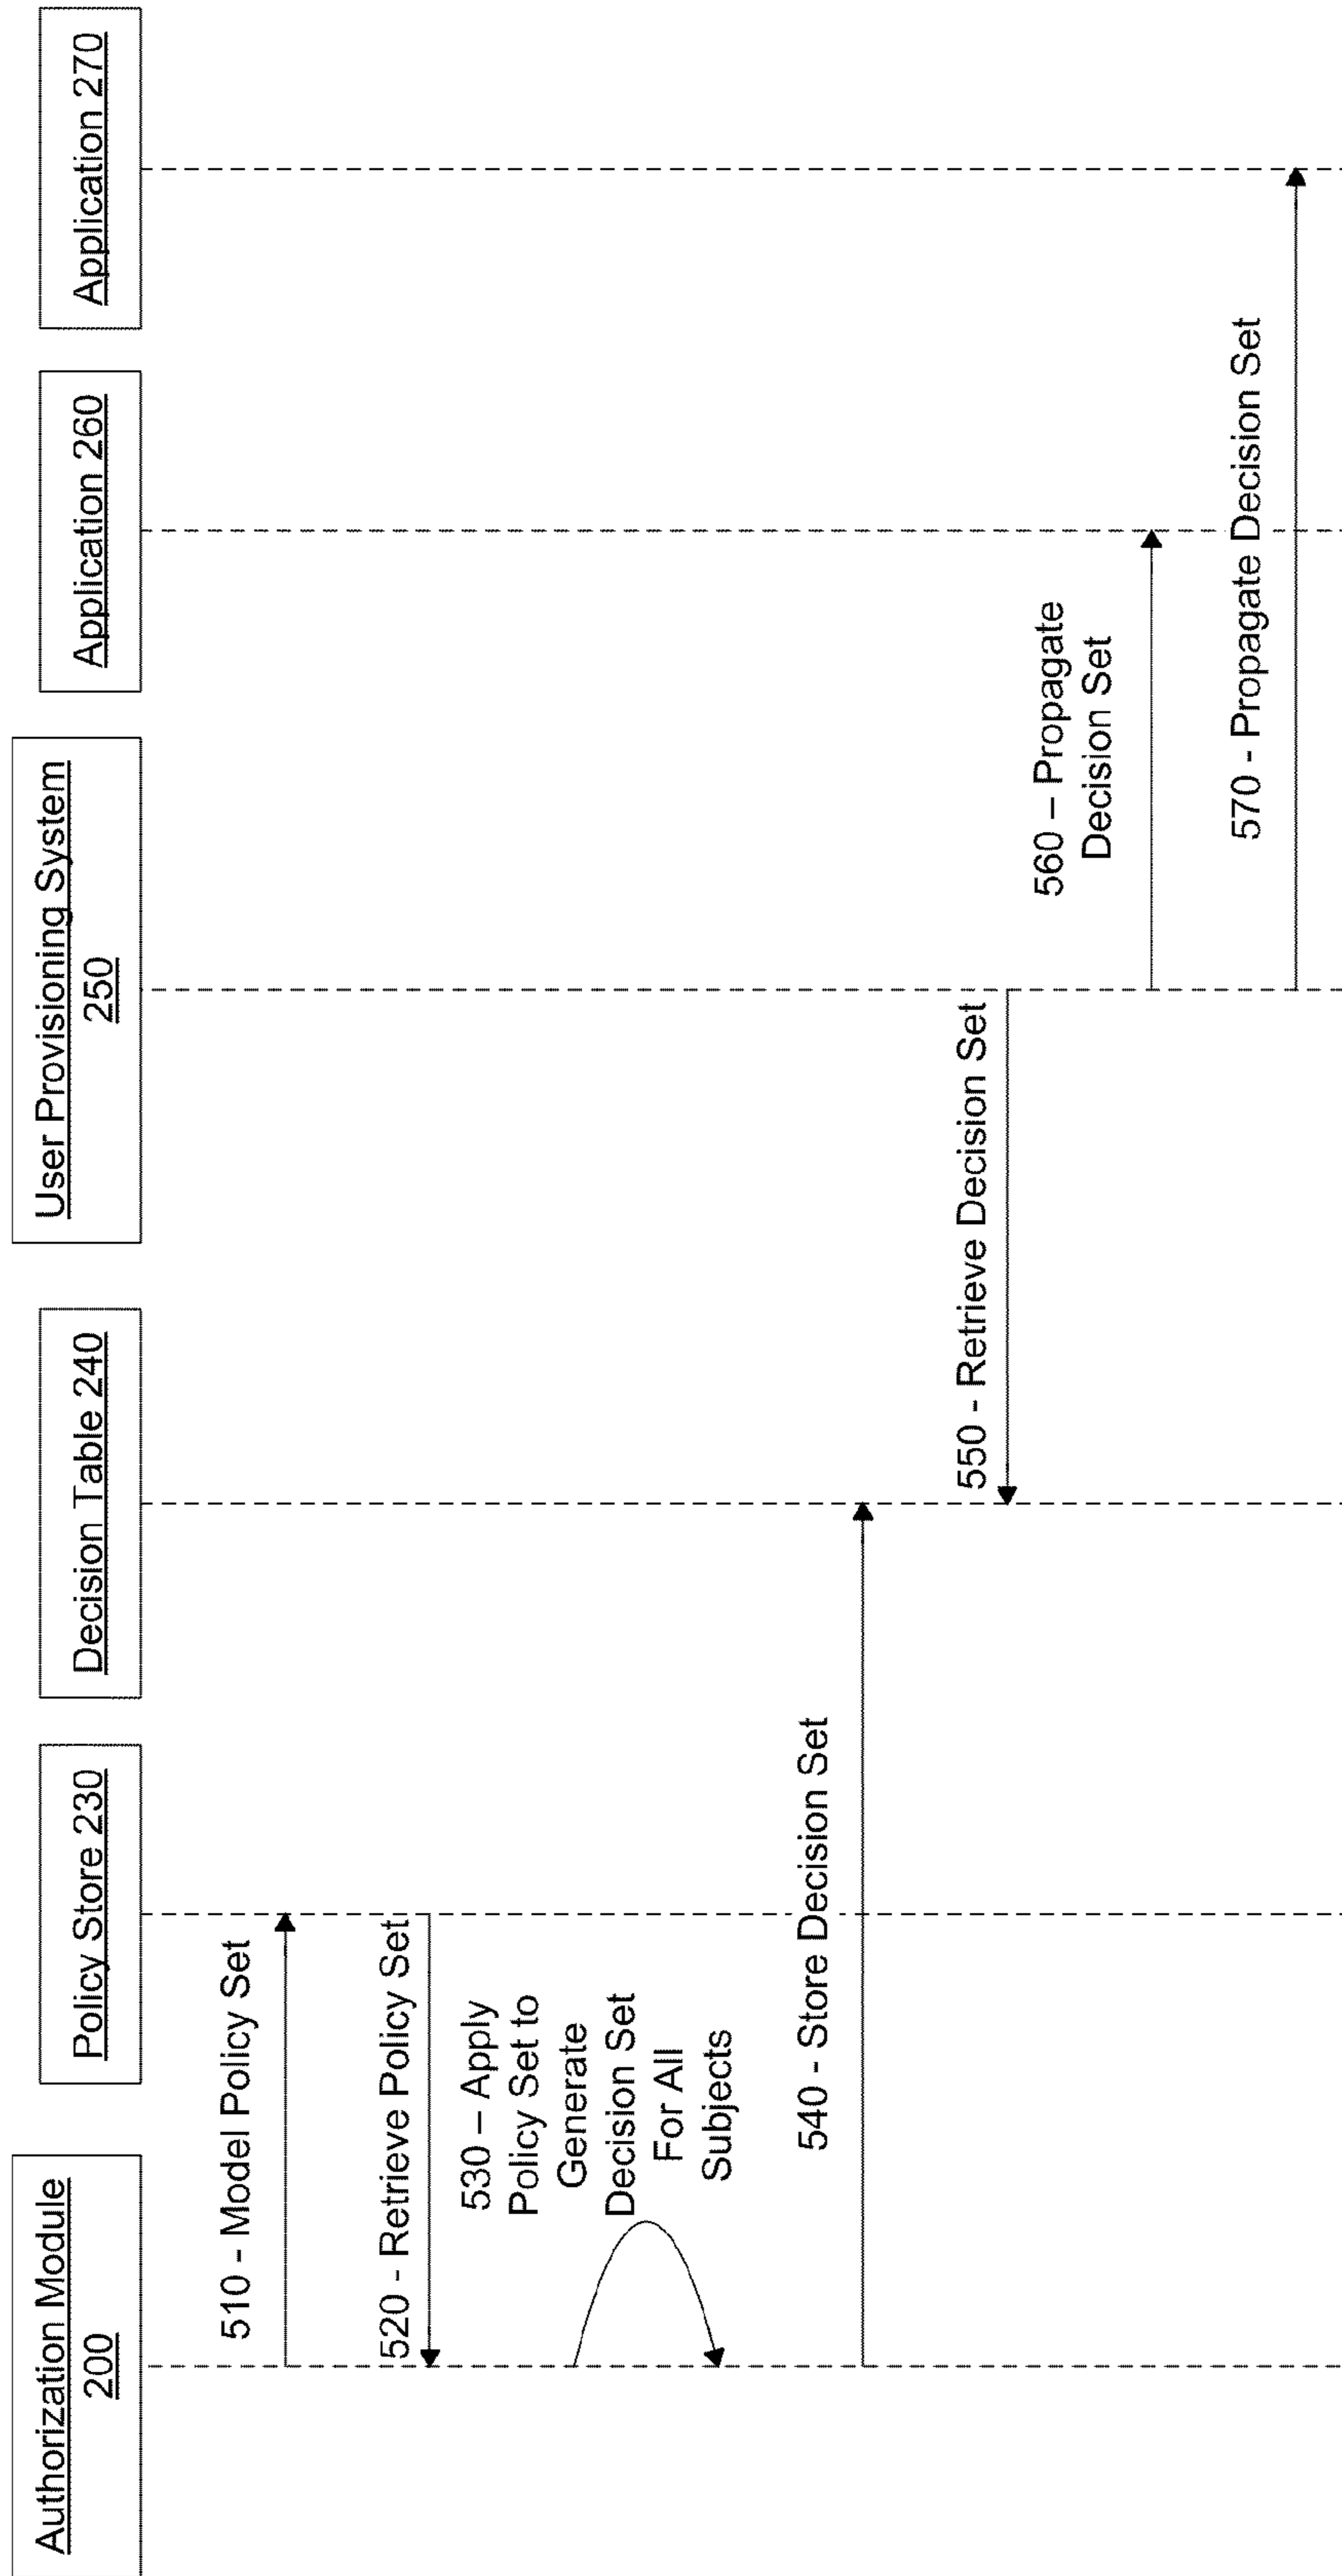 Authorization Module
200
Policy Store 230
Decision Table 240
User Provisioning System
250
Application 260
Application 270
510 - Model Policy Set
520 - Retrieve Policy Set
530 – Apply
Policy Set to
Generate
Decision Set
For All
Subjects
540 - Store Decision Set
550 - Retrieve Decision Set
560 – Propagate
Decision Set
570 - Propagate Decision Set